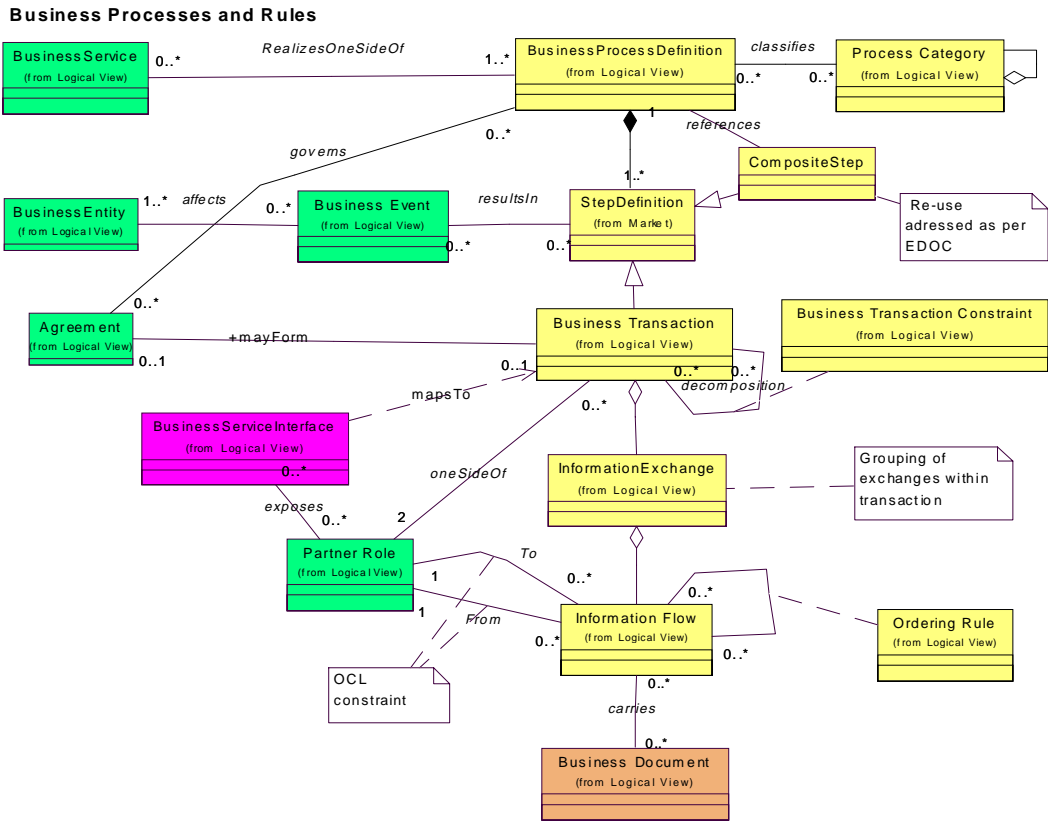 Business Processes and Rules
BusinessService
(from Logical View)
0..*
RealizesOneSideOf
1..*
BusinessProcessDefinition
(from Logical View)
classifies
0..*
0..*
Process Category
(from Logical View)
1
references
0..*
governs
CompositeStep
1..*
BusinessEntity
(from Logical View)
1..*
affects
0..*
Business Event
(from Logical View)
0..*
resultsIn
0..*
StepDefinition
(from Market)
Re-use
adressed as per
EDOC
0..*
Agreement
(from Logical View)
0..1
+mayForm
0..1
Business Transaction
(from Logical View)
0..*
0..*
decomposition
Business Transaction Constraint
(from Logical View)
mapsTo
0..*
BusinessServiceInterface
(from Logical View)
0..*
oneSideOf
InformationExchange
(from Logical View)
Grouping of
exchanges within
transaction
exposes
0..*
2
Partner Role
(from Logical View)
1
1
To
0..*
From
0..*
Information Flow
(from Logical View)
0..*
0..*
Ordering Rule
(from Logical View)
OCL
constraint
0..*
carries
0..*
Business Document
(from Logical View)